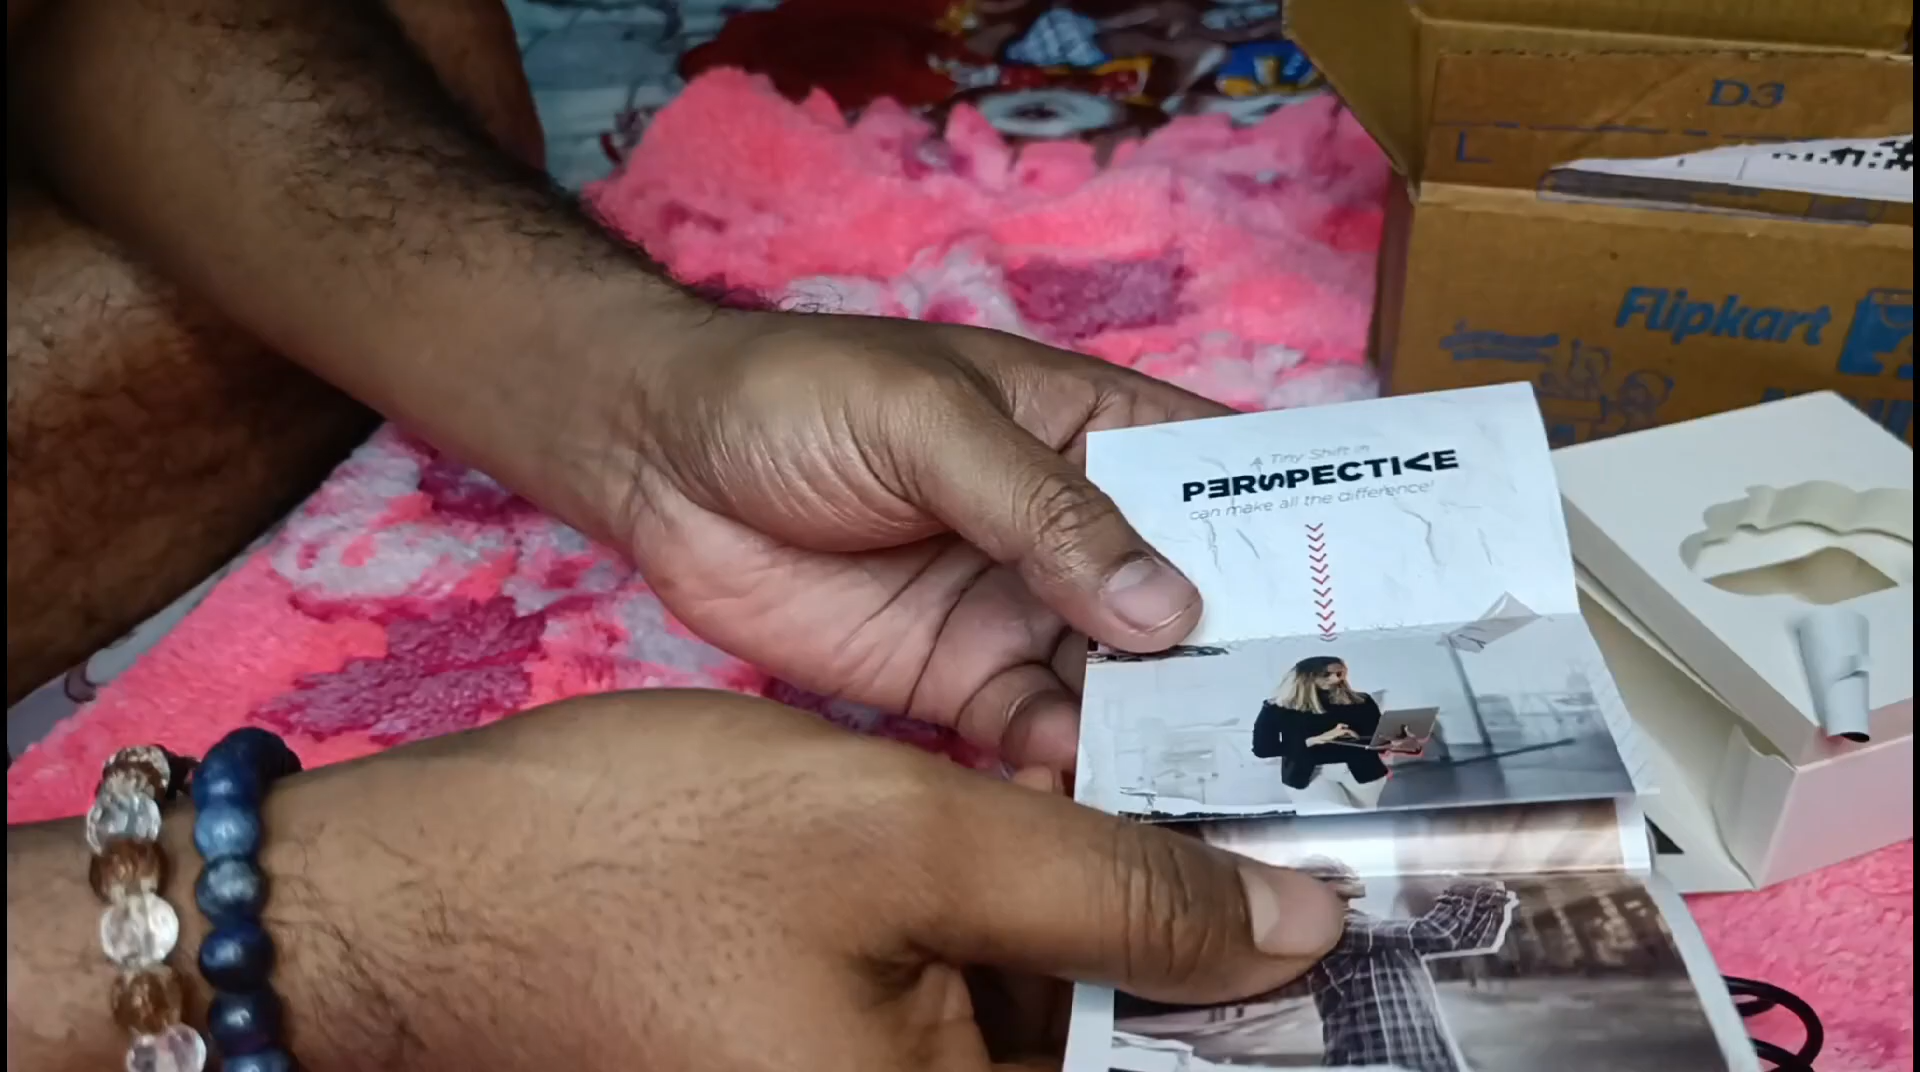 D3
L
Flipkart
A Tiny Shift in
PERSPECTIVE
can make all the difference!